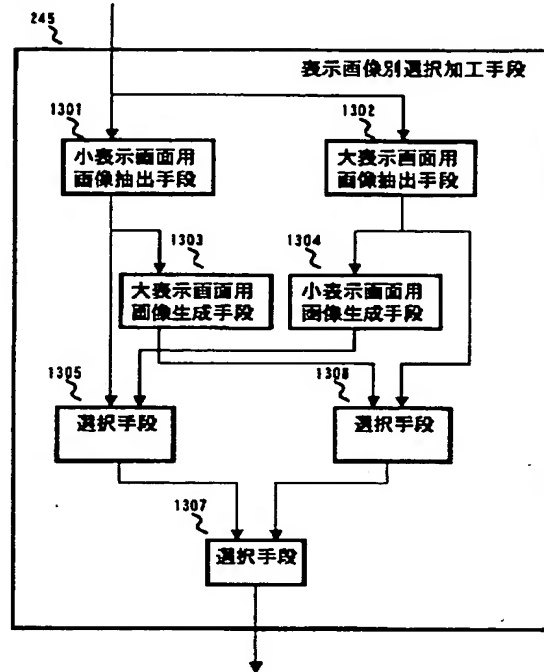 245
表示画像別選択加工手段
1301
1302
小表示画面用
画像抽出手段
大表示画面用
画像抽出手段
1303
1304
大表示画面用
画像生成手段
小表示画面用
画像生成手段
1305
1306
選択手段
選択手段
1307
選択手段